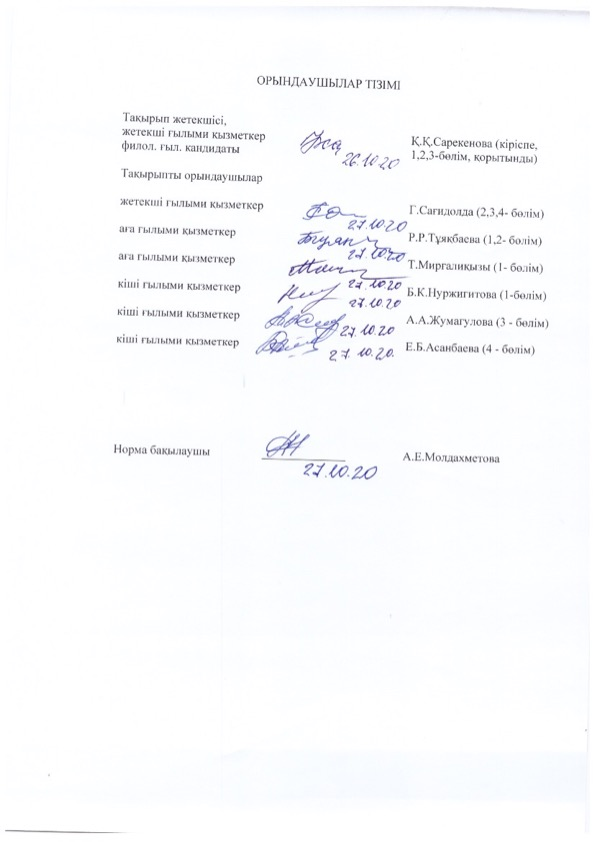 ОРЫНДАУШЫЛАР ТІЗІМІ
Тақырып жетекшісі,
жетекші ғылыми қызметкер
филол. ғыл. кандидаты
Қ.Қ.Сарекенова (кіріспе,
1,2,3-бөлім, қорытынды)
26.10.20
Тақырыпты орындаушылар
жетекші ғылыми қызметкер Г.Сағидолда (2,3,4- бөлім)
27.10.20
аға ғылыми қызметкер Р.Р.Тұякбаева (1,2- бөлім)
27.10.20
аға ғылыми қызметкер Т.Миргалиқызы (1- бөлім)
27.10.20
кіші ғылыми қызметкер Б.К.Нуржигитова (1-бөлім)
27.10.20
кіші ғылыми қызметкер А.А.Жумагулова (3 - бөлім)
27.10.20
кіші ғылыми қызметкер Е.Б.Асанбаева (4 - бөлім)
27.10.20.
Норма бақылаушы А.Е.Молдахметова
27.10.20